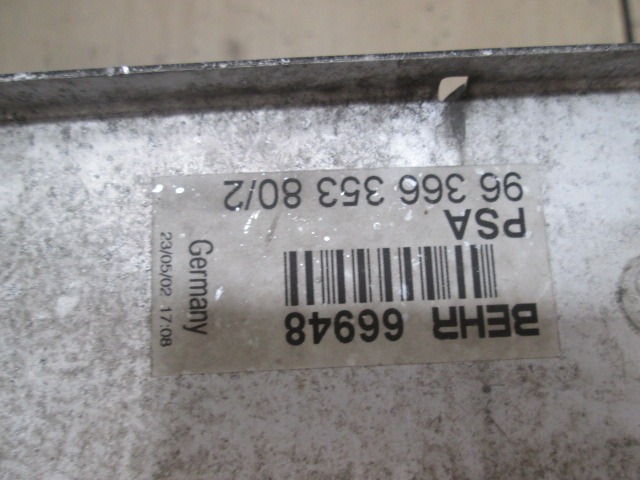 BEHR 66948
PSA
96 366 353 80/2
Germany
23/05/02 17:08